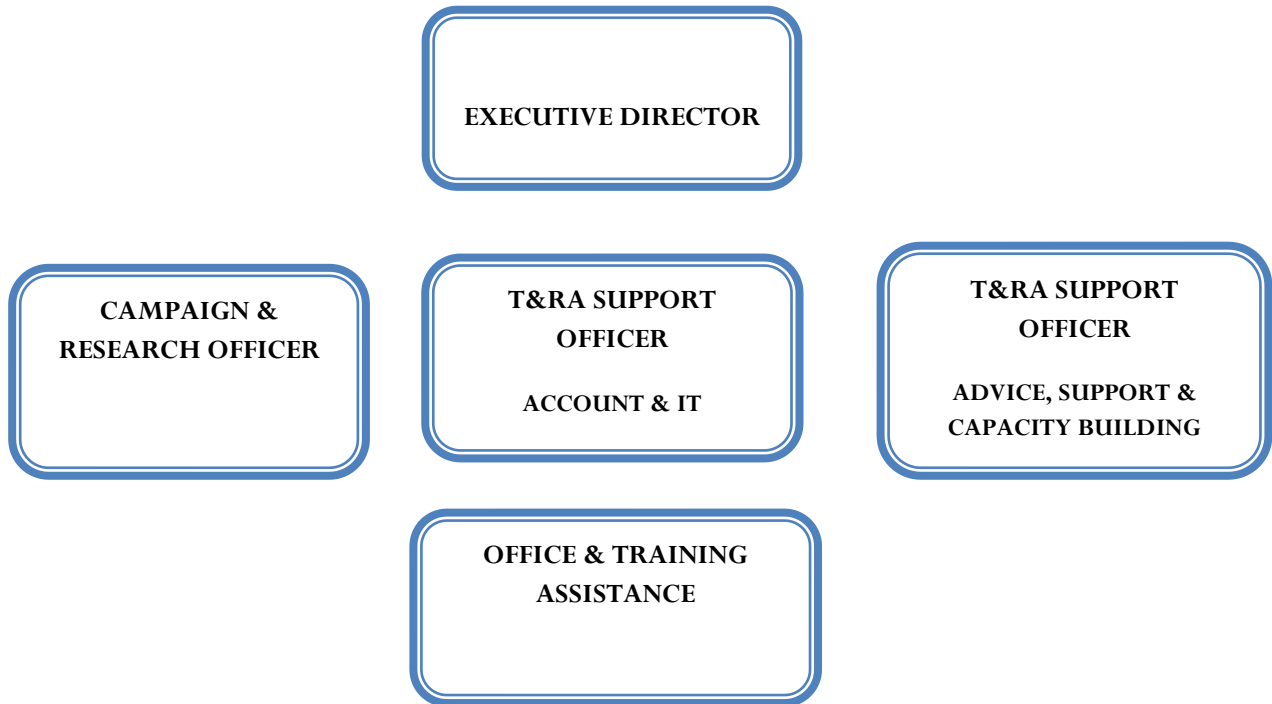 EXECUTIVE DIRECTOR
CAMPAIGN &
RESEARCH OFFICER
T&RA SUPPORT
OFFICER
ACCOUNT & IT
T&RA SUPPORT
OFFICER
ADVICE, SUPPORT &
CAPACITY BUILDING
OFFICE & TRAINING
ASSISTANCE